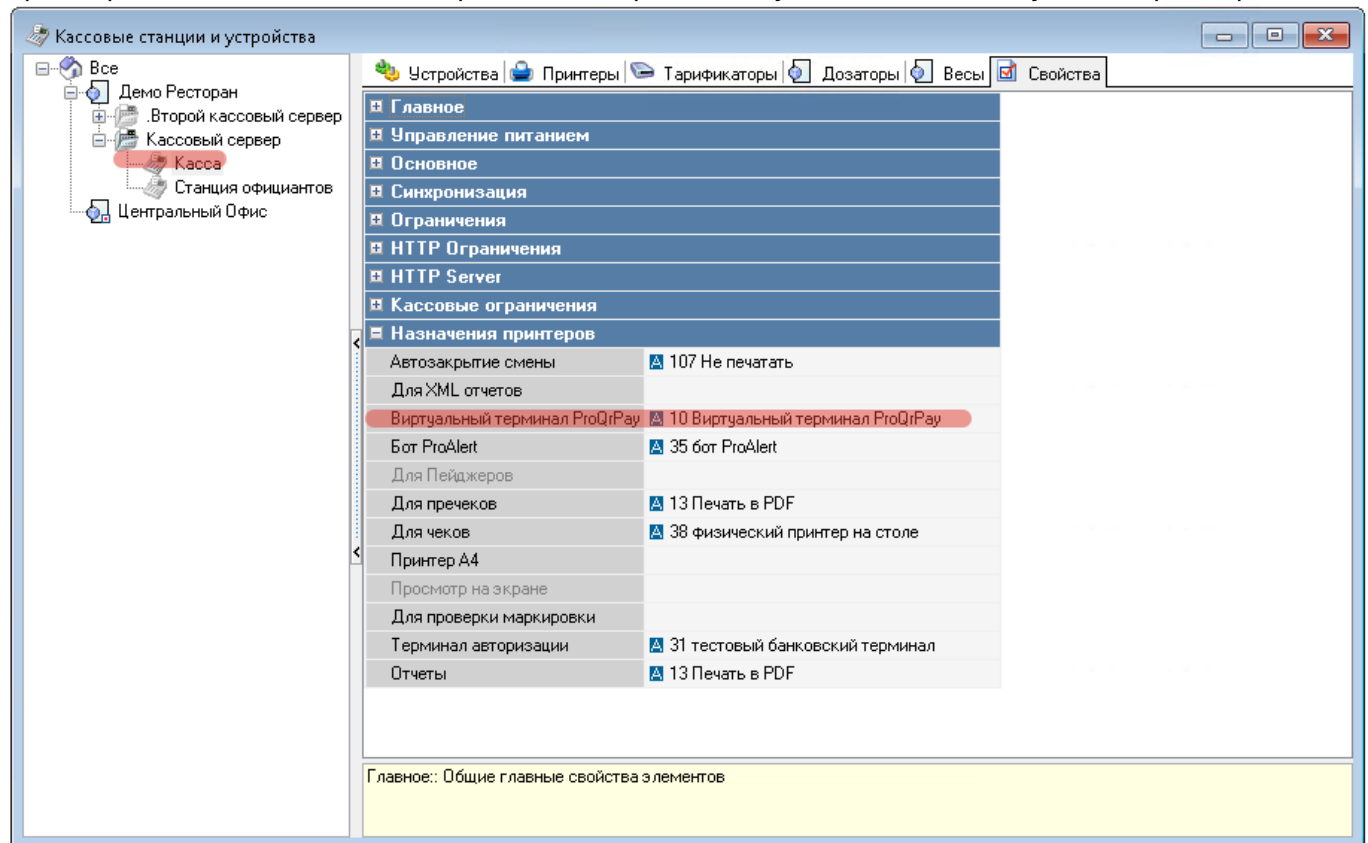 Кассовые станции и устройства
Все
Демо Ресторан
.Второй кассовый сервер
Кассовый сервер
Касса
Станция официантов
Центральный Офис
Устройства Принтеры Тарификаторы Дозаторы Весы Свойства
Главное
Управление питанием
Основное
Синхронизация
Ограничения
HTTP Ограничения
HTTP Server
Кассовые ограничения
Назначения принтеров
Автозакрытие смены 107 Не печатать
Для XML отчетов
Виртуальный терминал ProQrPay 10 Виртуальный терминал ProQrPay
Бот ProAlert 35 бот ProAlert
Для Пейджеров
Для пречеков 13 Печать в PDF
Для чеков 38 физический принтер на столе
Принтер А4
Просмотр на экране
Для проверки маркировки
Терминал авторизации 31 тестовый банковский терминал
Отчеты 13 Печать в PDF
Главное:: Общие главные свойства элементов